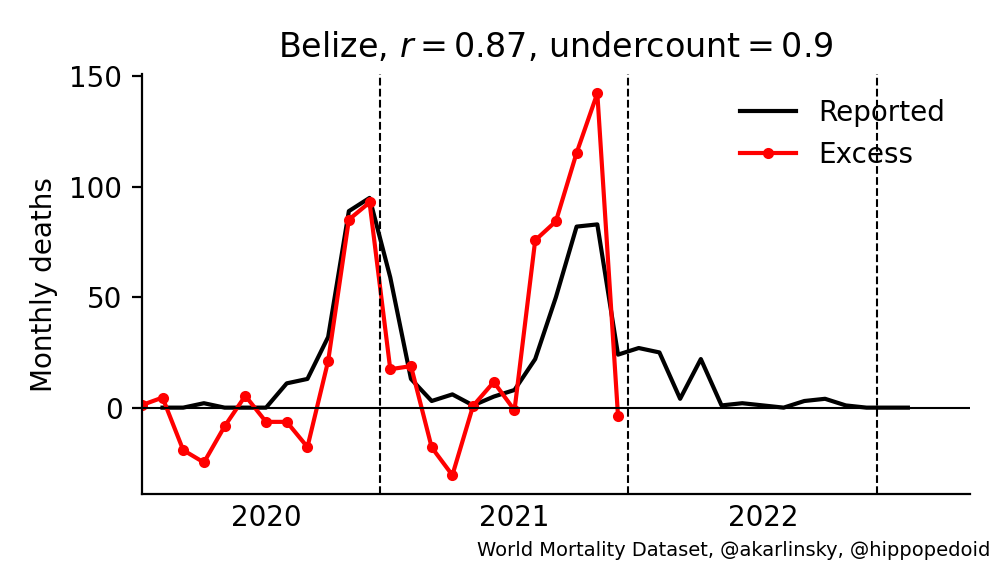 Belize, r = 0.87, undercount = 0.9
150
100
50
0
Monthly deaths
Reported
Excess
2020 2021 2022
World Mortality Dataset, @akarlinsky, @hippopedoid